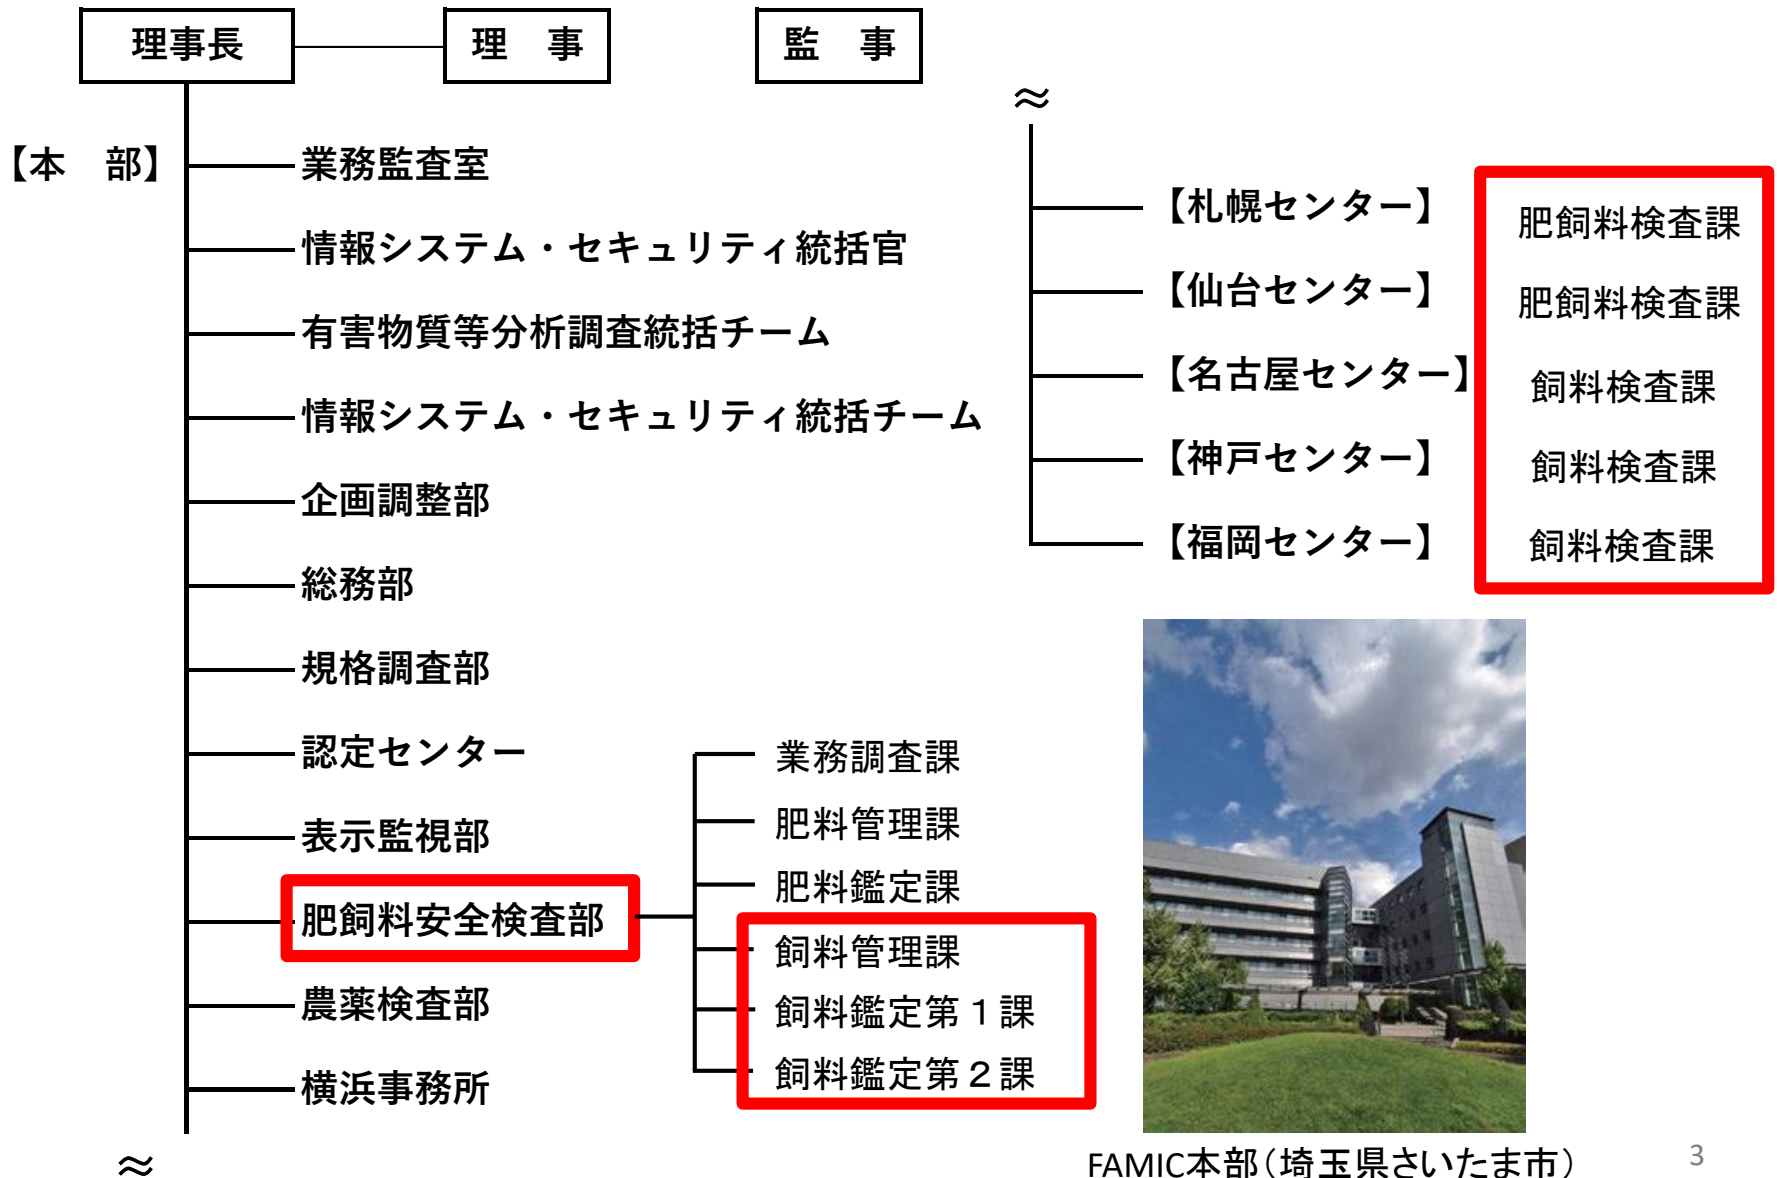 理事長
理　事
監　事
≈
【本　部】
業務監査室
情報システム・セキュリティ統括官
有害物質等分析調査統括チーム
情報システム・セキュリティ統括チーム
企画調整部
総務部
規格調査部
認定センター
表示監視部
肥飼料安全検査部
農薬検査部
横浜事務所
≈
業務調査課
肥料管理課
肥料鑑定課
飼料管理課
飼料鑑定第１課
飼料鑑定第２課
【札幌センター】 肥飼料検査課
【仙台センター】 肥飼料検査課
【名古屋センター】 飼料検査課
【神戸センター】 飼料検査課
【福岡センター】 飼料検査課
FAMIC本部（埼玉県さいたま市）
3